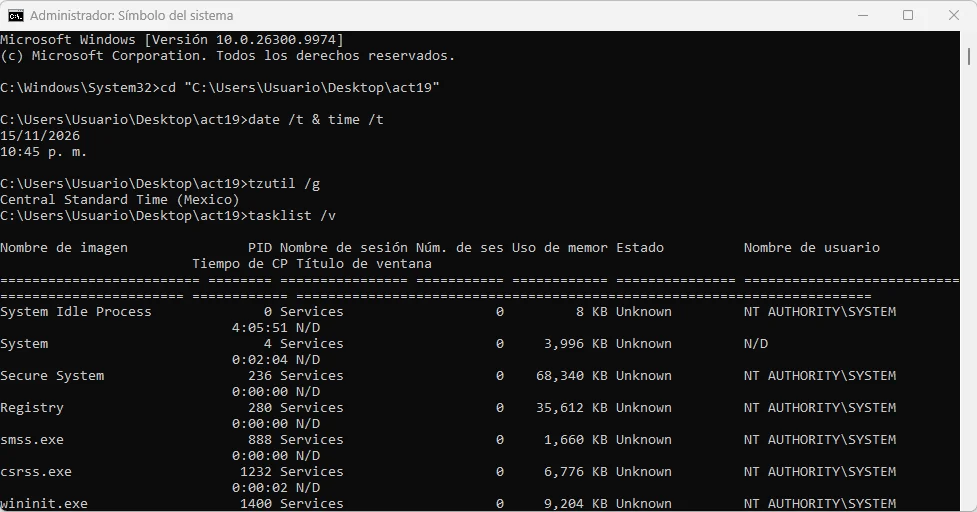 Administrador: Símbolo del sistema
Microsoft Windows [Versión 10.0.26300.9974]
(c) Microsoft Corporation. Todos los derechos reservados.
C:\Windows\System32>cd "C:\Users\Usuario\Desktop\act19"
C:\Users\Usuario\Desktop\act19>date /t & time /t
15/11/2026
10:45 p. m.
C:\Users\Usuario\Desktop\act19>tzutil /g
Central Standard Time (Mexico)
C:\Users\Usuario\Desktop\act19>tasklist /v
Nombre de imagen               PID Nombre de sesión Núm. de ses Uso de memor Estado          Nombre de usuario
                        Tiempo de CP Título de ventana
========================= ======== ================ =========== ============ =============== ===========================
======================= ============ ========================================================================
System Idle Process              0 Services                   0         8 KB Unknown         NT AUTHORITY\SYSTEM
                             4:05:51 N/D
System                           4 Services                   0     3,996 KB Unknown         N/D
                             0:02:04 N/D
Secure System                  236 Services                   0    68,340 KB Unknown         NT AUTHORITY\SYSTEM
                             0:00:00 N/D
Registry                       280 Services                   0    35,612 KB Unknown         NT AUTHORITY\SYSTEM
                             0:00:00 N/D
smss.exe                       888 Services                   0     1,660 KB Unknown         NT AUTHORITY\SYSTEM
                             0:00:00 N/D
csrss.exe                     1232 Services                   0     6,776 KB Unknown         NT AUTHORITY\SYSTEM
                             0:00:02 N/D
wininit.exe                   1400 Services                   0     9,204 KB Unknown         NT AUTHORITY\SYSTEM